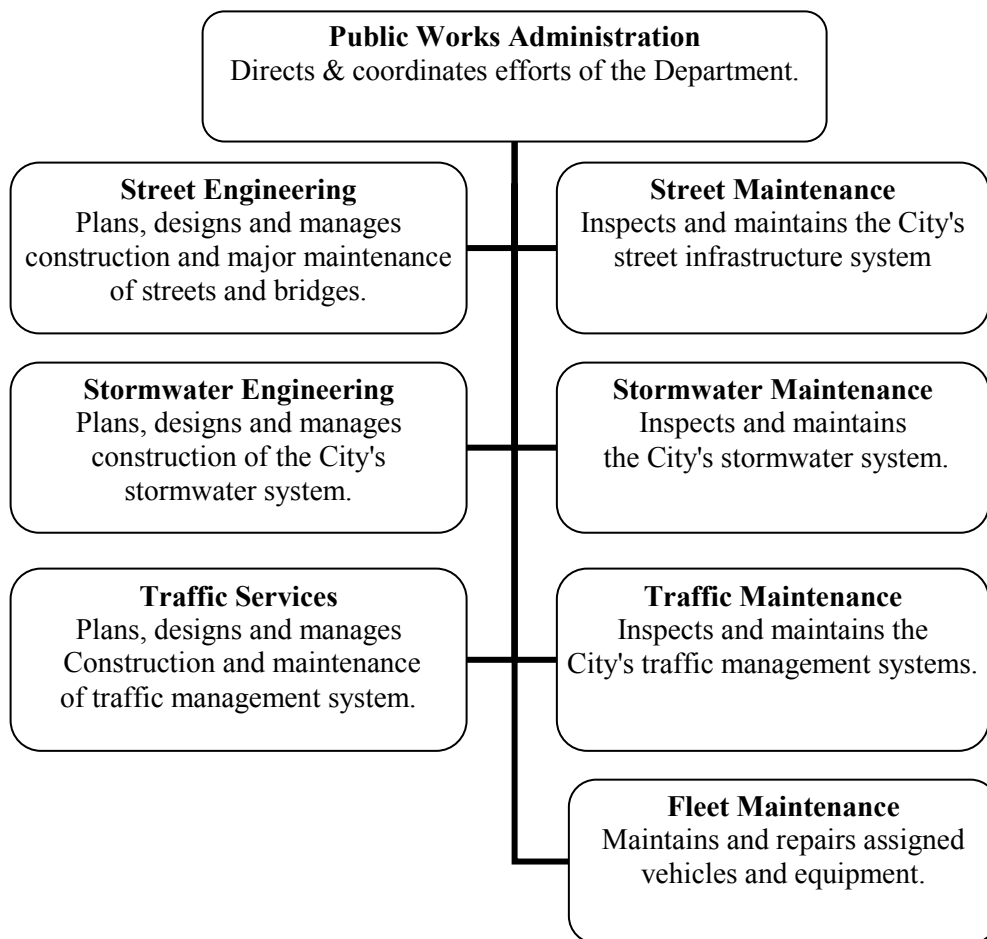 Public Works Administration
Directs & coordinates efforts of the Department.
Street Engineering
Plans, designs and manages
construction and major maintenance
of streets and bridges.
Street Maintenance
Inspects and maintains the City's
street infrastructure system
Stormwater Engineering
Plans, designs and manages
construction of the City's
stormwater system.
Stormwater Maintenance
Inspects and maintains
the City's stormwater system.
Traffic Services
Plans, designs and manages
Construction and maintenance
of traffic management system.
Traffic Maintenance
Inspects and maintains the
City's traffic management systems.
Fleet Maintenance
Maintains and repairs assigned
vehicles and equipment.